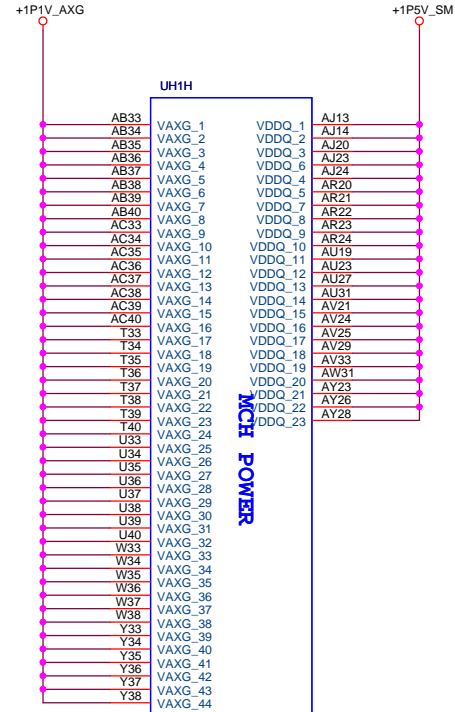 +1P1V_AXG +1P5V_SM
UH1H
AB33 VAXG_1 VDDQ_1 AJ13
AB34 VAXG_2 VDDQ_2 AJ14
AB35 VAXG_3 VDDQ_3 AJ20
AB36 VAXG_4 VDDQ_6 AJ23
AB37 VAXG_5 VDDQ_4 AJ24
AB38 VAXG_6 VDDQ_5 AR20
AB39 VAXG_7 VDDQ_7 AR21
AB40 VAXG_8 VDDQ_8 AR22
AC33 VAXG_9 VDDQ_9 AR23
AC34 VAXG_10 VDDQ_10 AR24
AC35 VAXG_11 VDDQ_11 AU19
AC36 VAXG_12 VDDQ_12 AU23
AC37 VAXG_13 VDDQ_13 AU27
AC38 VAXG_14 VDDQ_14 AU31
AC39 VAXG_15 VDDQ_15 AV21
AC40 VAXG_16 VDDQ_16 AV24
T33 VAXG_17 VDDQ_17 AV25
T34 VAXG_18 VDDQ_18 AV29
T35 VAXG_19 VDDQ_19 AV33
T36 VAXG_20 VDDQ_20 AW31
T37 VAXG_21 VDDQ_21 AY23
T38 VAXG_22 VDDQ_22 AY26
T39 VAXG_23 VDDQ_23 AY28
T40 VAXG_24
U33 VAXG_25
U34 VAXG_26
U35 VAXG_27
U36 VAXG_28
U37 VAXG_29
U38 VAXG_30
U39 VAXG_31
U40 VAXG_32
W33 VAXG_33
W34 VAXG_34
W35 VAXG_35
W36 VAXG_36
W37 VAXG_37
W38 VAXG_38
Y33 VAXG_39
Y34 VAXG_40
Y35 VAXG_41
Y36 VAXG_42
Y37 VAXG_43
Y38 VAXG_44
MCH POWER